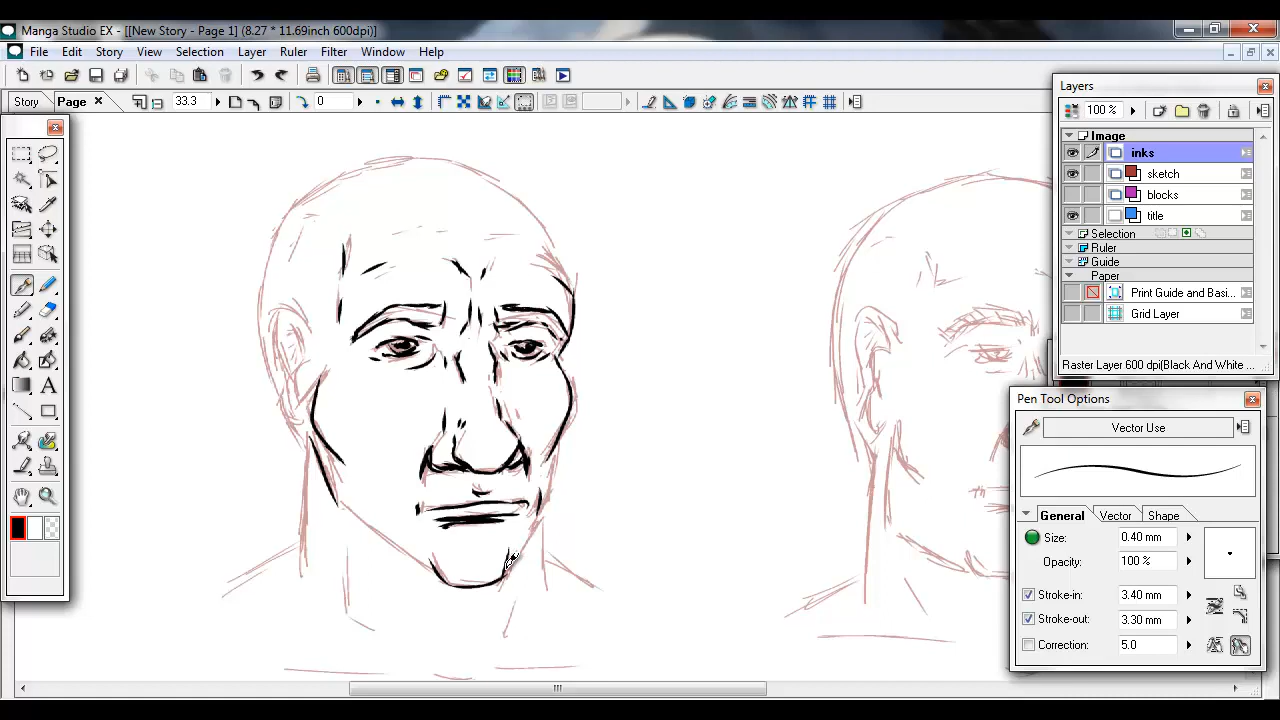 Manga Studio EX - [[New Story - Page 1] (8.27 * 11.69inch 600dpi)]
File Edit Story View Selection Layer Ruler Filter Window Help
Story Page 33.3 0
Layers
100 %
Image
inks
sketch
blocks
title
Selection
Ruler
Guide
Paper
Print Guide and Basi...
Grid Layer
Raster Layer 600 dpi(Black And White ...
Pen Tool Options
Vector Use
General Vector Shape
Size: 0.40 mm
Opacity: 100 %
Stroke-in: 3.40 mm
Stroke-out: 3.30 mm
Correction: 5.0
A